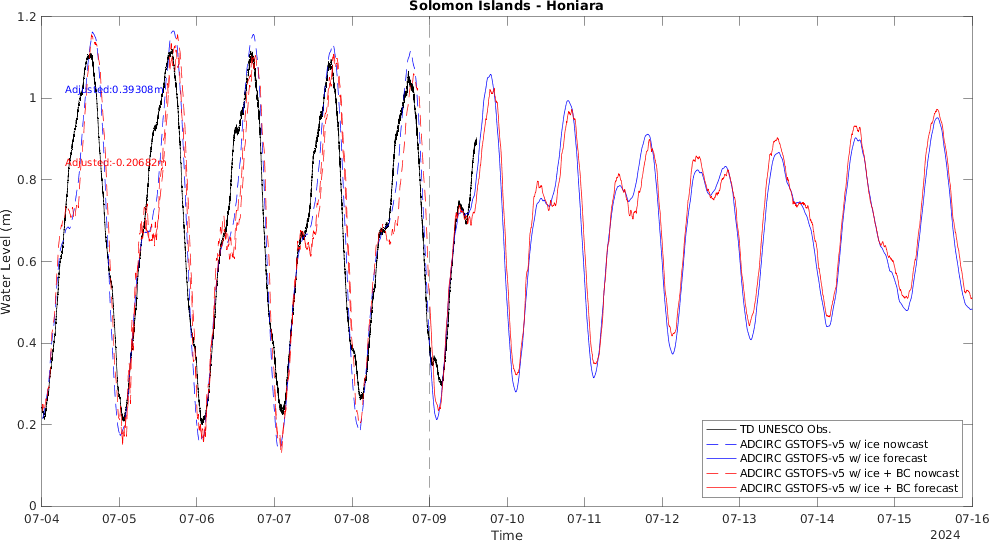 Solomon Islands - Honiara
1.2
1
0.8
0.6
0.4
0.2
0
Water Level (m)
Adjusted:0.39308m
Adjusted:-0.20682m
TD UNESCO Obs.
ADCIRC GSTOFS-v5 w/ ice nowcast
ADCIRC GSTOFS-v5 w/ ice forecast
ADCIRC GSTOFS-v5 w/ ice + BC nowcast
ADCIRC GSTOFS-v5 w/ ice + BC forecast
07-04 07-05 07-06 07-07 07-08 07-09 07-10 07-11 07-12 07-13 07-14 07-15 07-16
Time
2024